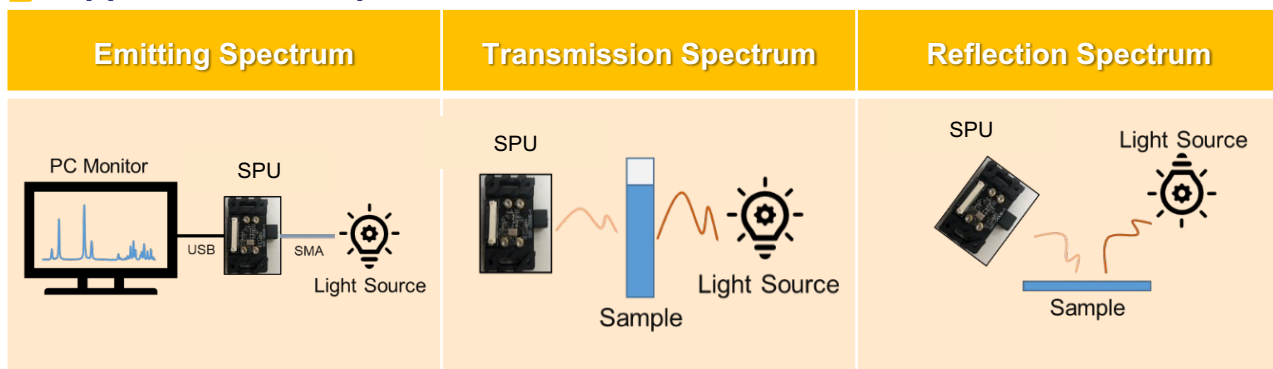 Emitting Spectrum
Transmission Spectrum
Reflection Spectrum
PC Monitor
SPU
USB
SMA
Light Source
SPU
Sample
Light Source
SPU
Light Source
Sample